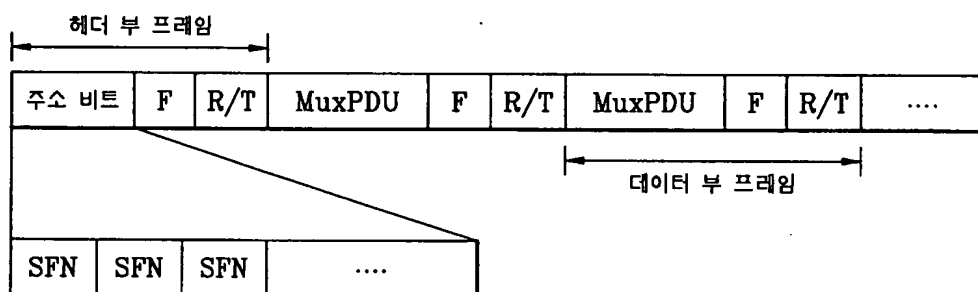 헤더 부 프레임
주소 비트 F R/T MuxPDU F R/T MuxPDU F R/T ....
데이터 부 프레임
SFN SFN SFN ....